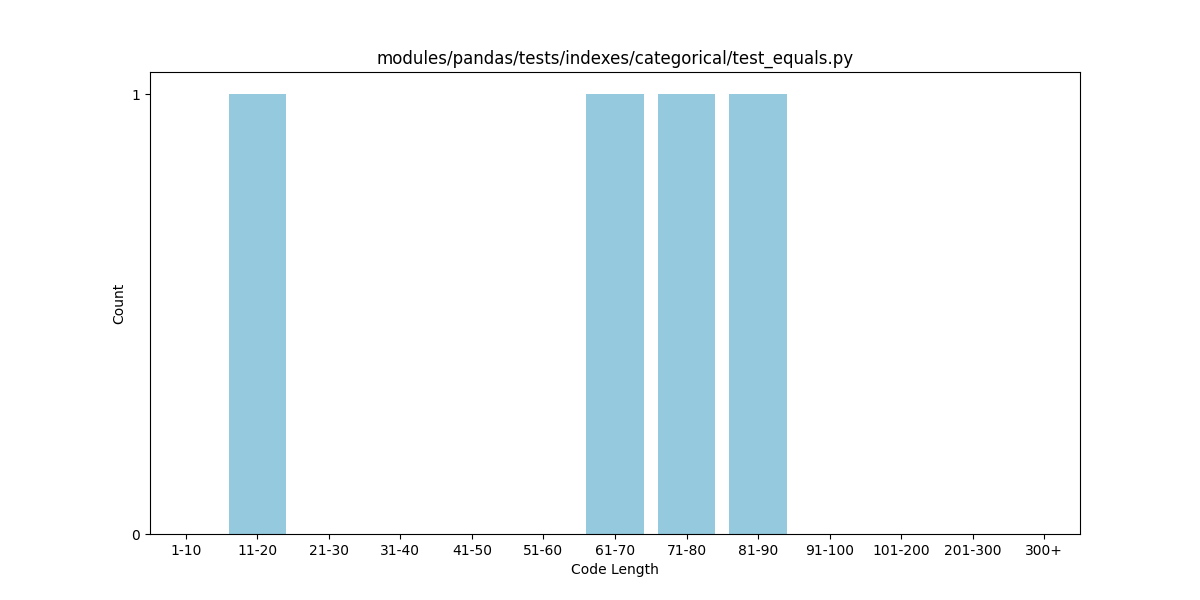 modules/pandas/tests/indexes/categorical/test_equals.py
1
Count
0
1-10 11-20 21-30 31-40 41-50 51-60 61-70 71-80 81-90 91-100 101-200 201-300 300+
Code Length